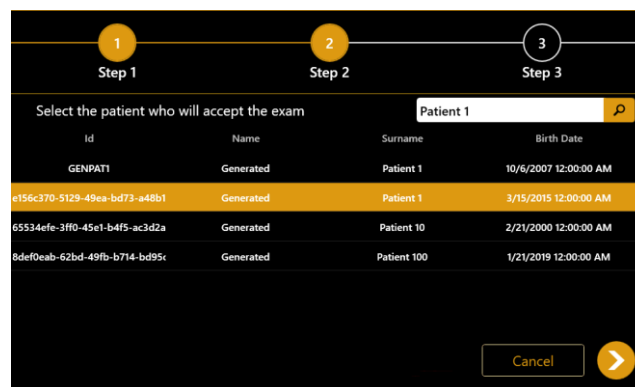 1 2 3
Step 1 Step 2 Step 3
Select the patient who will accept the exam Patient 1
Id Name Surname Birth Date
GENPAT1 Generated Patient 1 10/6/2007 12:00:00 AM
e156c370-5129-49ea-bd73-a48b1 Generated Patient 1 3/15/2015 12:00:00 AM
65534efe-3ff0-45e1-b4f5-ac3d2a Generated Patient 10 2/21/2000 12:00:00 AM
8def0eab-62bd-49fb-b714-bd95c Generated Patient 100 1/21/2019 12:00:00 AM
Cancel